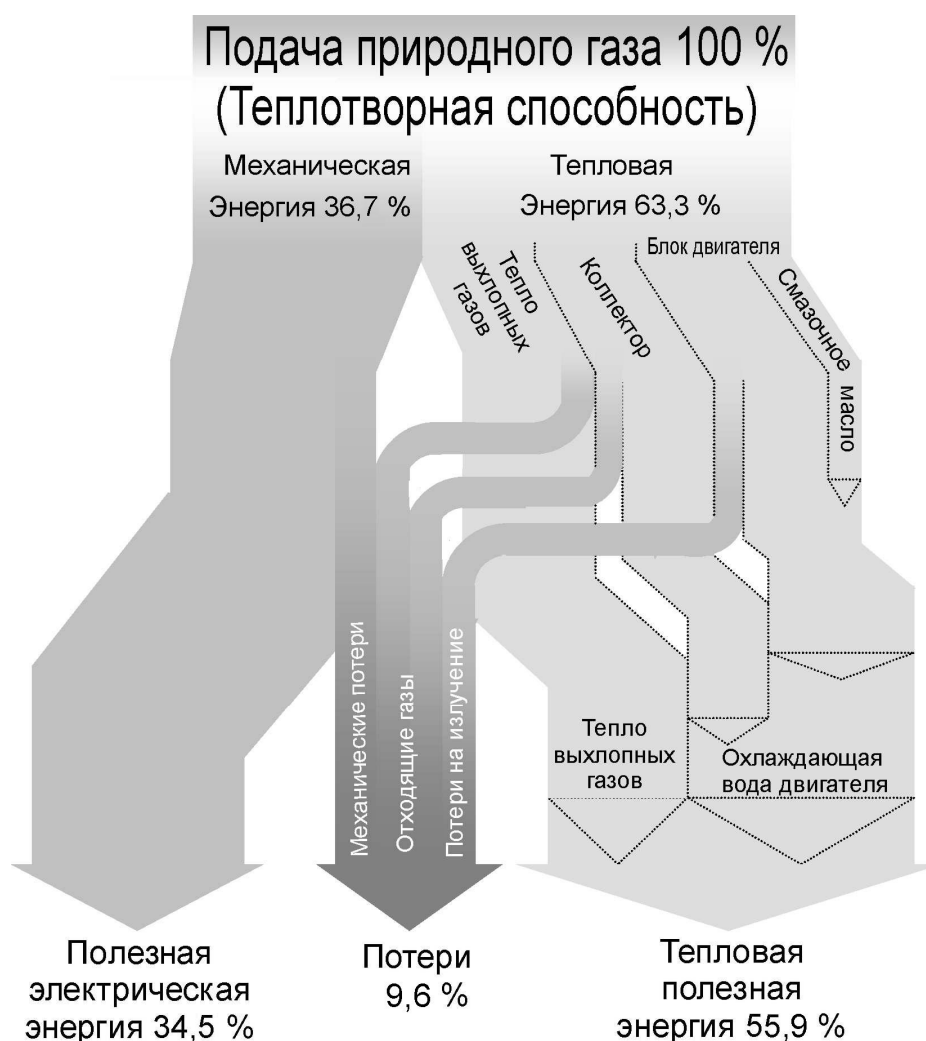 Подача природного газа 100 %
(Теплотворная способность)
Механическая
Энергия 36,7 %
Тепловая
Энергия 63,3 %
Тепло
выхлопных
газов
Коллектор
Блок двигателя
Смазочное
масло
Механические потери
Отходящие газы
Потери на излучение
Тепло
выхлопных
газов
Охлаждающая
вода двигателя
Полезная
электрическая
энергия 34,5 %
Потери
9,6 %
Тепловая
полезная
энергия 55,9 %